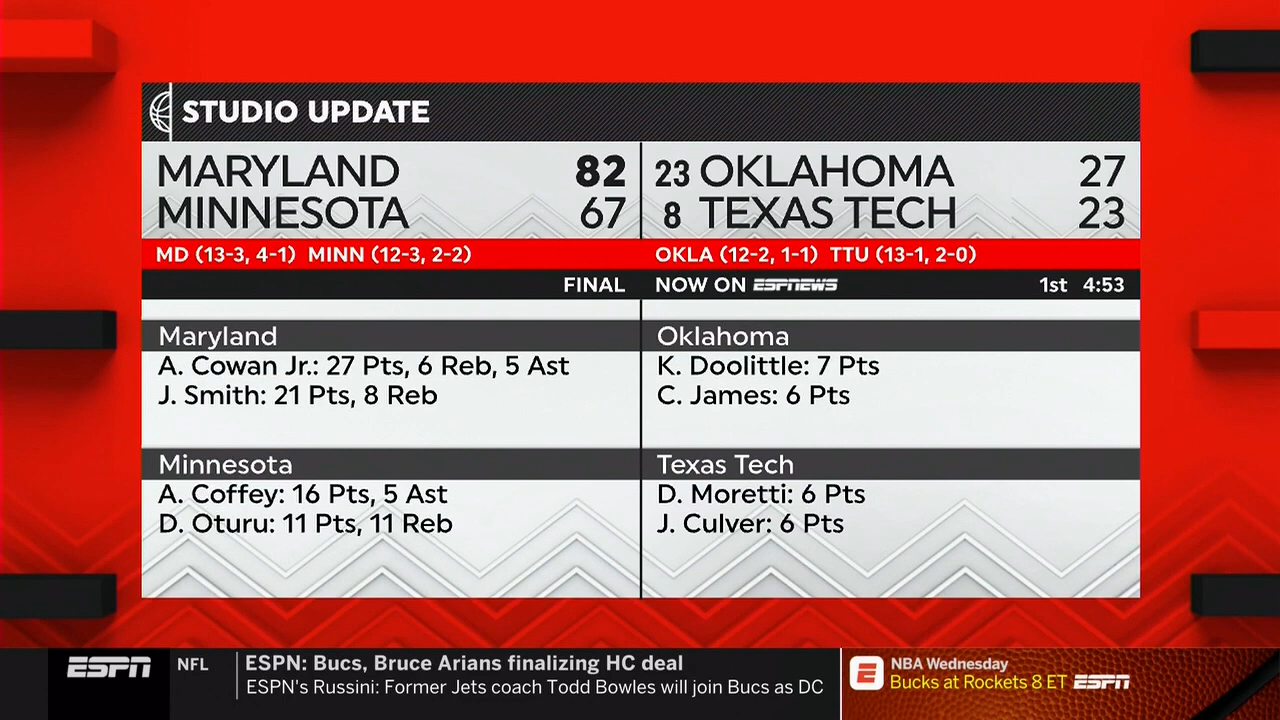 STUDIO UPDATE
MARYLAND 82
MINNESOTA 67
MD (13-3, 4-1) MINN (12-3, 2-2)
FINAL
23 OKLAHOMA 27
8 TEXAS TECH 23
OKLA (12-2, 1-1) TTU (13-1, 2-0)
NOW ON ESPNEWS 1st 4:53
Maryland
A. Cowan Jr.: 27 Pts, 6 Reb, 5 Ast
J. Smith: 21 Pts, 8 Reb
Minnesota
A. Coffey: 16 Pts, 5 Ast
D. Oturu: 11 Pts, 11 Reb
Oklahoma
K. Doolittle: 7 Pts
C. James: 6 Pts
Texas Tech
D. Moretti: 6 Pts
J. Culver: 6 Pts
ESPN NFL
ESPN: Bucs, Bruce Arians finalizing HC deal
ESPN's Russini: Former Jets coach Todd Bowles will join Bucs as DC
E NBA Wednesday
Bucks at Rockets 8 ET ESPN